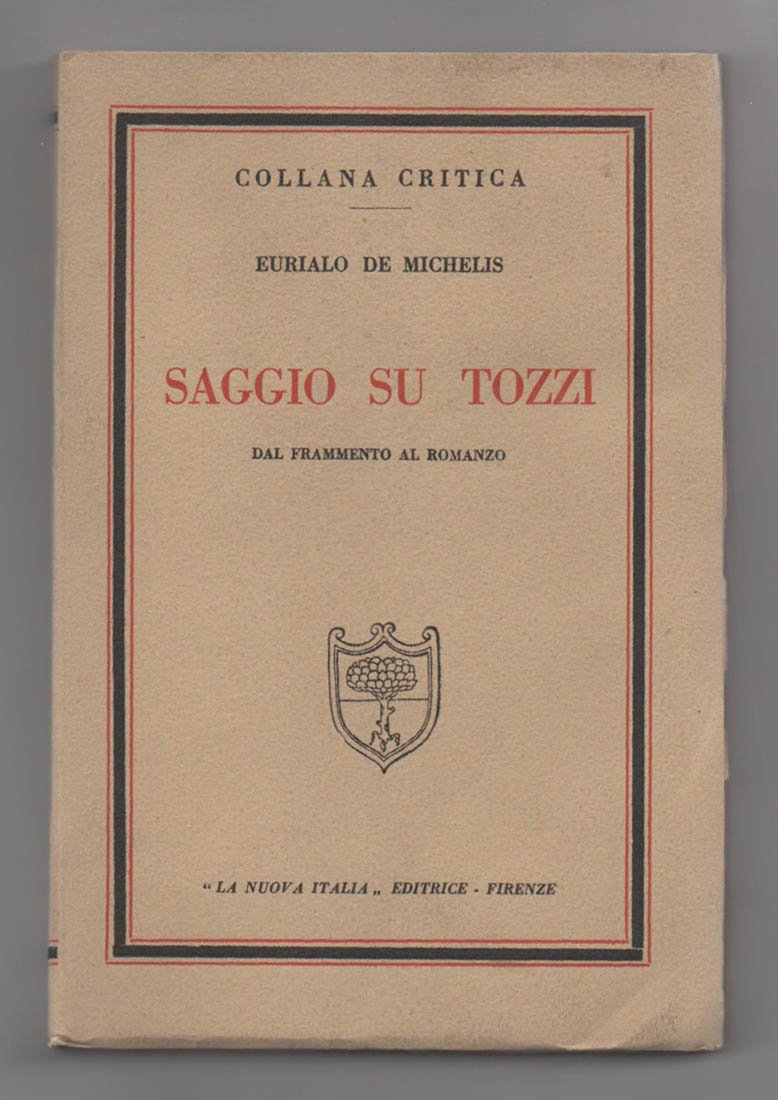 COLLANA CRITICA
EURIALO DE MICHELIS
SAGGIO SU TOZZI
DAL FRAMMENTO AL ROMANZO
“ LA NUOVA ITALIA „ EDITRICE - FIRENZE